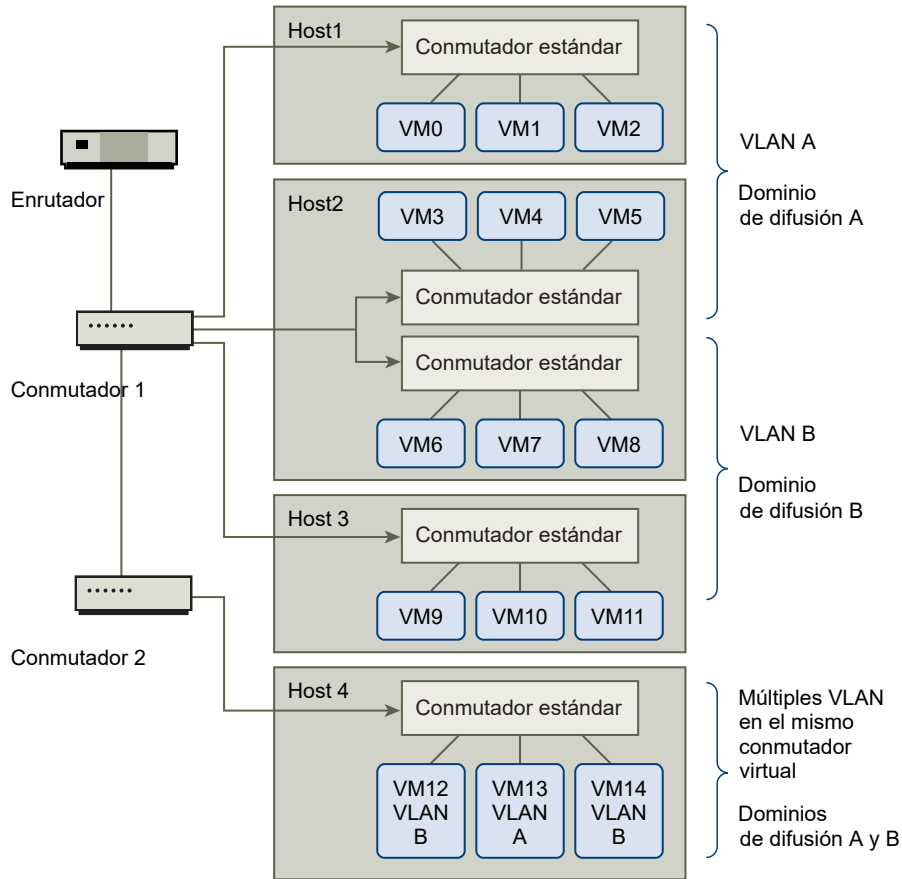 Enrutador
Conmutador 1
Conmutador 2
Host1
Conmutador estándar
VM0
VM1
VM2
Host2
VM3
VM4
VM5
Conmutador estándar
Conmutador estándar
VM6
VM7
VM8
Host 3
Conmutador estándar
VM9
VM10
VM11
Host 4
Conmutador estándar
VM12
VLAN
B
VM13
VLAN
A
VM14
VLAN
B
VLAN A
Dominio
de difusión A
VLAN B
Dominio
de difusión B
Múltiples VLAN
en el mismo
conmutador
virtual
Dominios
de difusión A y B